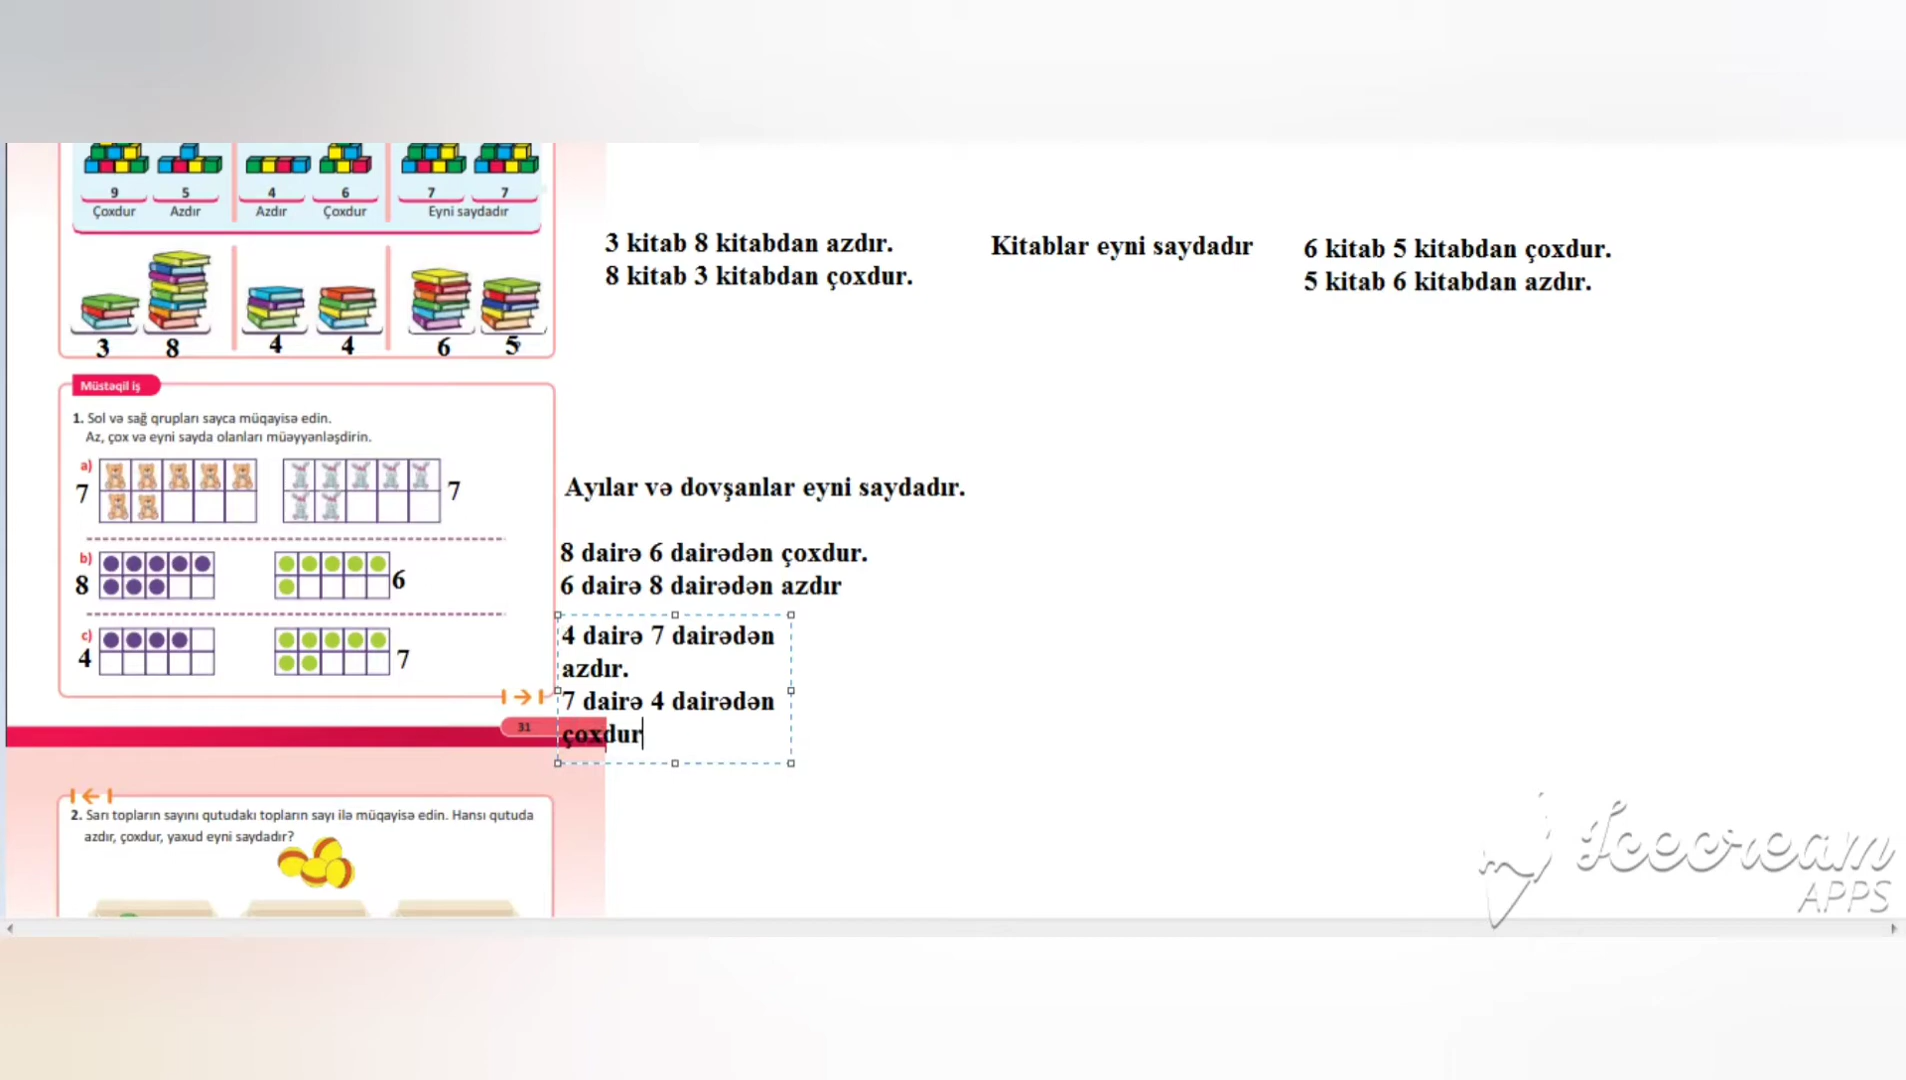 9 5 4 6 7 7
Çoxdur Azdır Azdır Çoxdur Eyni saydadır
3 8 4 4 6 5
3 kitab 8 kitabdan azdır.
8 kitab 3 kitabdan çoxdur.
Kitablar eyni saydadır
6 kitab 5 kitabdan çoxdur.
5 kitab 6 kitabdan azdır.
Müstəqil iş
1. Sol və sağ qrupları sayca müqayisə edin.
Az, çox və eyni sayda olanları müəyyənləşdirin.
a)
7 7
Ayılar və dovşanlar eyni saydadır.
b)
8 6
8 dairə 6 dairədən çoxdur.
6 dairə 8 dairədən azdır
c)
4 7
4 dairə 7 dairədən
azdır.
7 dairə 4 dairədən
çoxdur
31
2. Sarı topların sayını qutudakı topların sayı ilə müqayisə edin. Hansı qutuda
azdır, çoxdur, yaxud eyni saydadır?
Icecream
APPS